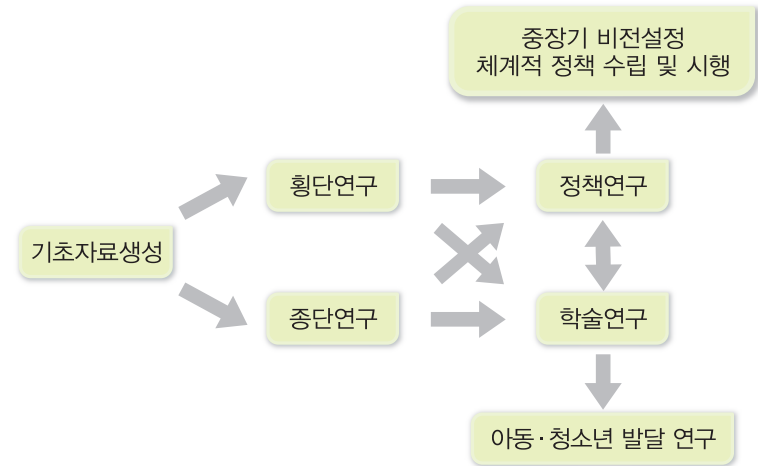 중장기 비전설정
체계적 정책 수립 및 시행
횡단연구
정책연구
기초자료생성
종단연구
학술연구
아동·청소년 발달 연구